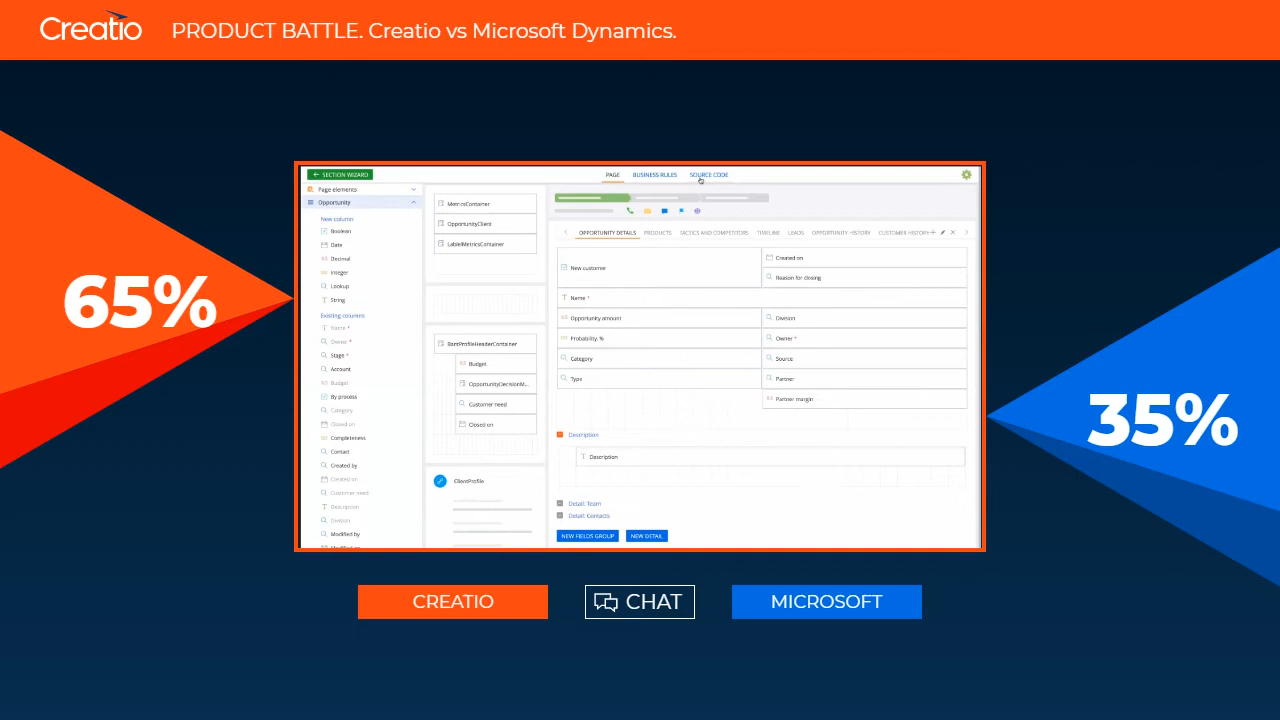 Creatio
PRODUCT BATTLE. Creatio vs Microsoft Dynamics.
65%
35%
SECTION WIZARD
PAGE
BUSINESS RULES
SOURCE CODE
Page elements
Opportunity
New column
Boolean
Date
Decimal
Integer
Lookup
String
Existing columns
Name *
Owner *
Stage *
Account
Budget
By process
Category
Closed on
Completeness
Contact
Created by
Created on
Customer need
Description
Division
Modified by
MetricsContainer
OpportunityClient
LablelMetricsContainer
BantProfileHeaderContainer
Budget
OpportunityDecisionM...
Customer need
Closed on
ClientProfile
OPPORTUNITY DETAILS
PRODUCTS
TACTICS AND COMPETITORS
TIMELINE
LEADS
OPPORTUNITY HISTORY
CUSTOMER HISTORY
New customer
Created on
Reason for closing
Name *
Opportunity amount
Division
Probability, %
Owner *
Category
Source
Type
Partner
Partner margin
Description
Description
Detail: Team
Detail: Contacts
NEW FIELDS GROUP
NEW DETAIL
CREATIO
CHAT
MICROSOFT